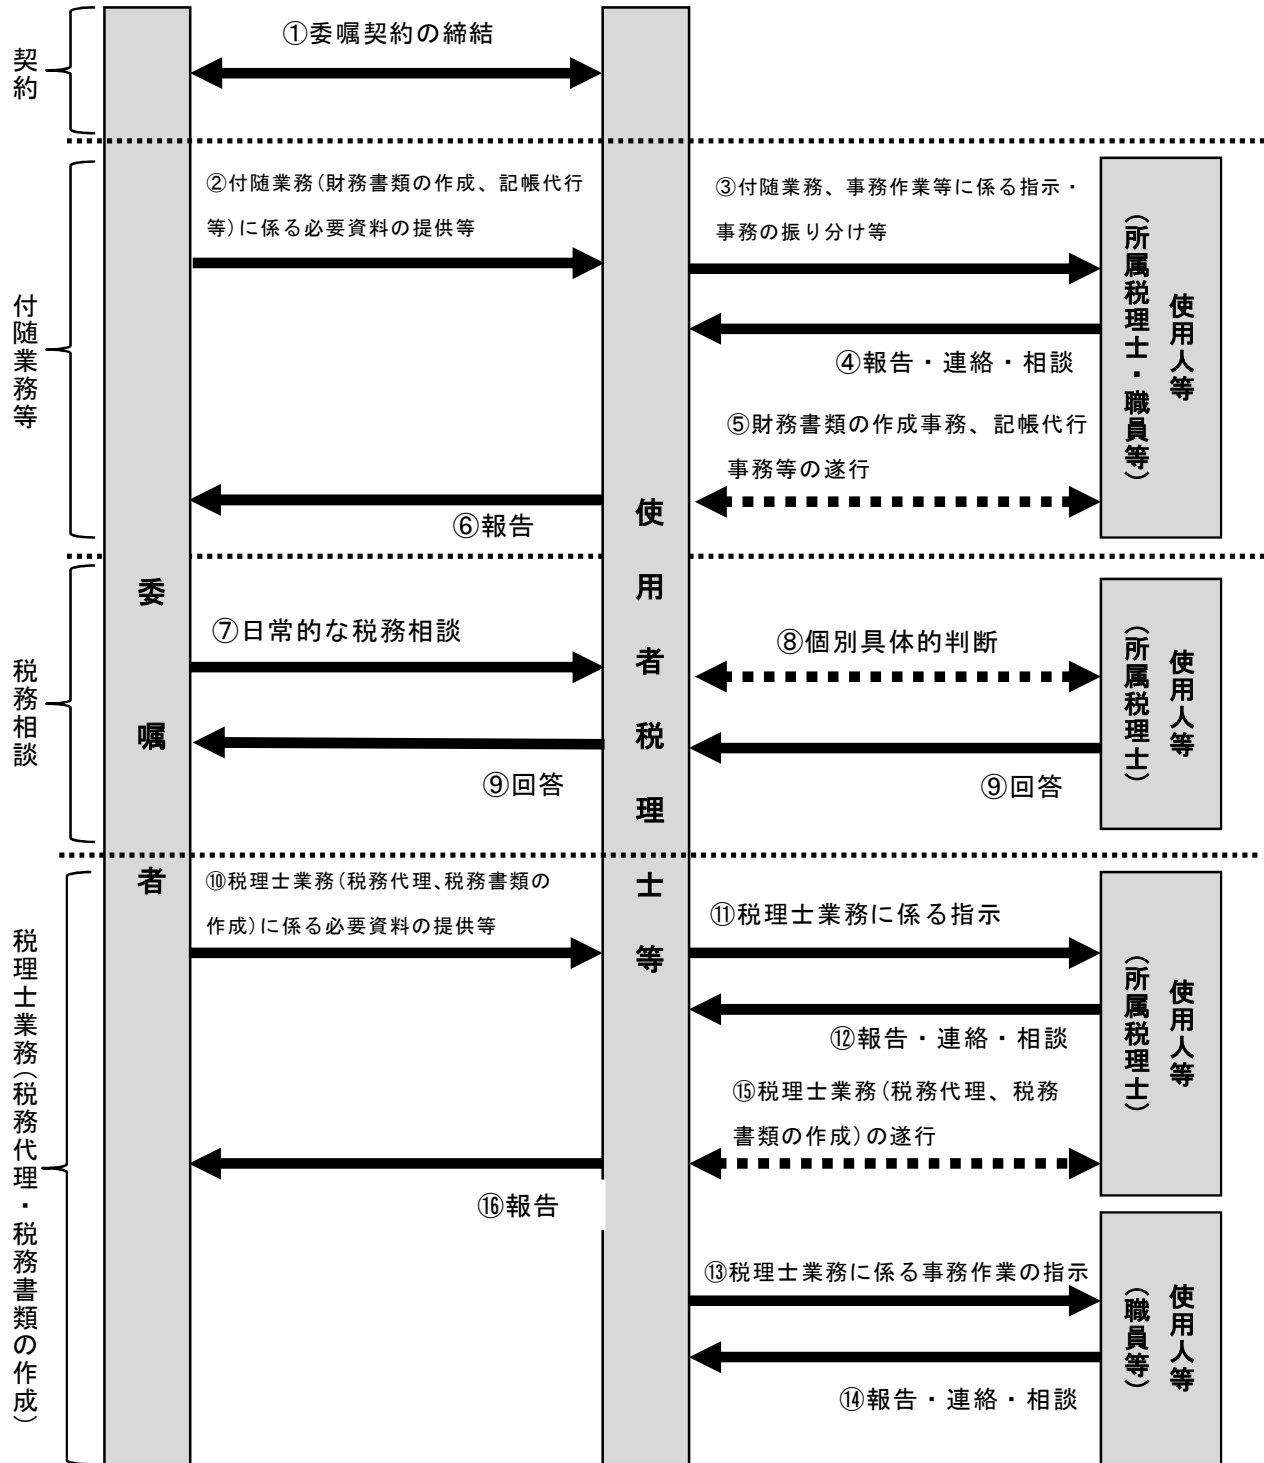 契約
①委嘱契約の締結
付随業務等
②付随業務(財務書類の作成、記帳代行
等)に係る必要資料の提供等
③付随業務、事務作業等に係る指示・
事務の振り分け等
④報告・連絡・相談
⑤財務書類の作成事務、記帳代行
事務等の遂行
⑥報告
使用人等
(所属税理士・職員等)
委嘱者
使用者税理士等
税務相談
⑦日常的な税務相談
⑧個別具体的判断
⑨回答
⑨回答
使用人等
(所属税理士)
税理士業務(税務代理・税務書類の作成)
⑩税理士業務(税務代理、税務書類の
作成)に係る必要資料の提供等
⑪税理士業務に係る指示
⑫報告・連絡・相談
⑮税理士業務(税務代理、税務
書類の作成)の遂行
⑯報告
使用人等
(所属税理士)
⑬税理士業務に係る事務作業の指示
⑭報告・連絡・相談
使用人等
(職員等)